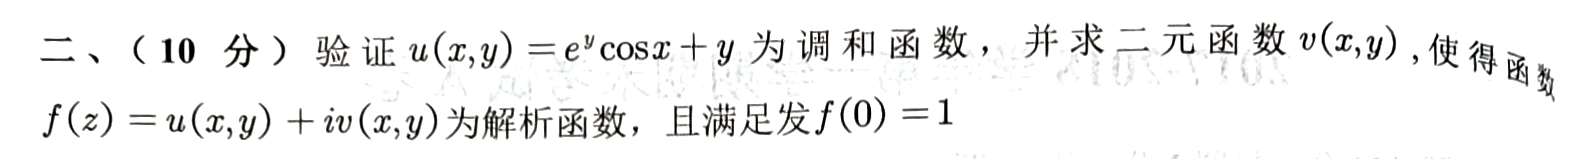 二、（10 分）验证 u(x,y) = e^y cosx + y 为调和函数，并求二元函数 v(x,y) ,使得函数
f(z) = u(x,y) + iv(x,y)为解析函数，且满足发f(0) = 1